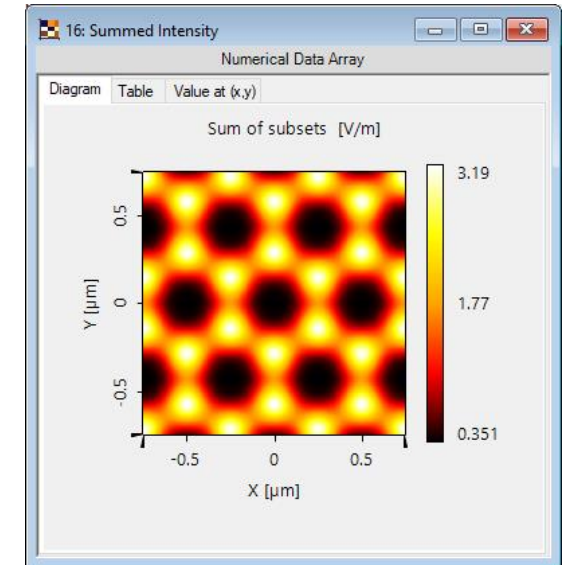 16: Summed Intensity
Numerical Data Array
Diagram Table Value at (x,y)
Sum of subsets [V/m]
3.19
1.77
0.351
Y [µm]
0.5
0
-0.5
-0.5 0 0.5
X [µm]